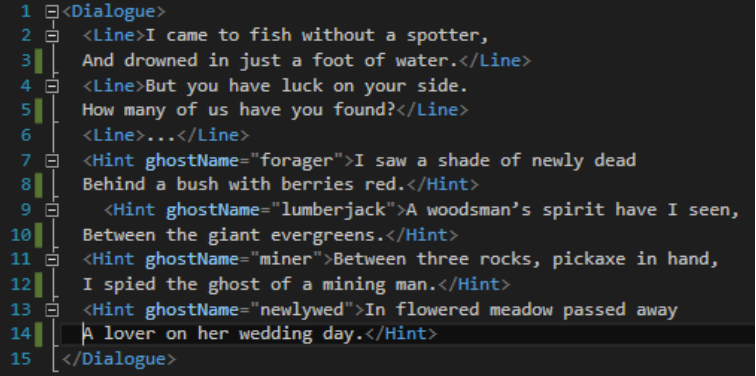 1 <Dialogue>
2 <Line>I came to fish without a spotter,
3 And drowned in just a foot of water.</Line>
4 <Line>But you have luck on your side.
5 How many of us have you found?</Line>
6 <Line>...</Line>
7 <Hint ghostName="forager">I saw a shade of newly dead
8 Behind a bush with berries red.</Hint>
9 <Hint ghostName="lumberjack">A woodsman’s spirit have I seen,
10 Between the giant evergreens.</Hint>
11 <Hint ghostName="miner">Between three rocks, pickaxe in hand,
12 I spied the ghost of a mining man.</Hint>
13 <Hint ghostName="newlywed">In flowered meadow passed away
14 A lover on her wedding day.</Hint>
15 </Dialogue>